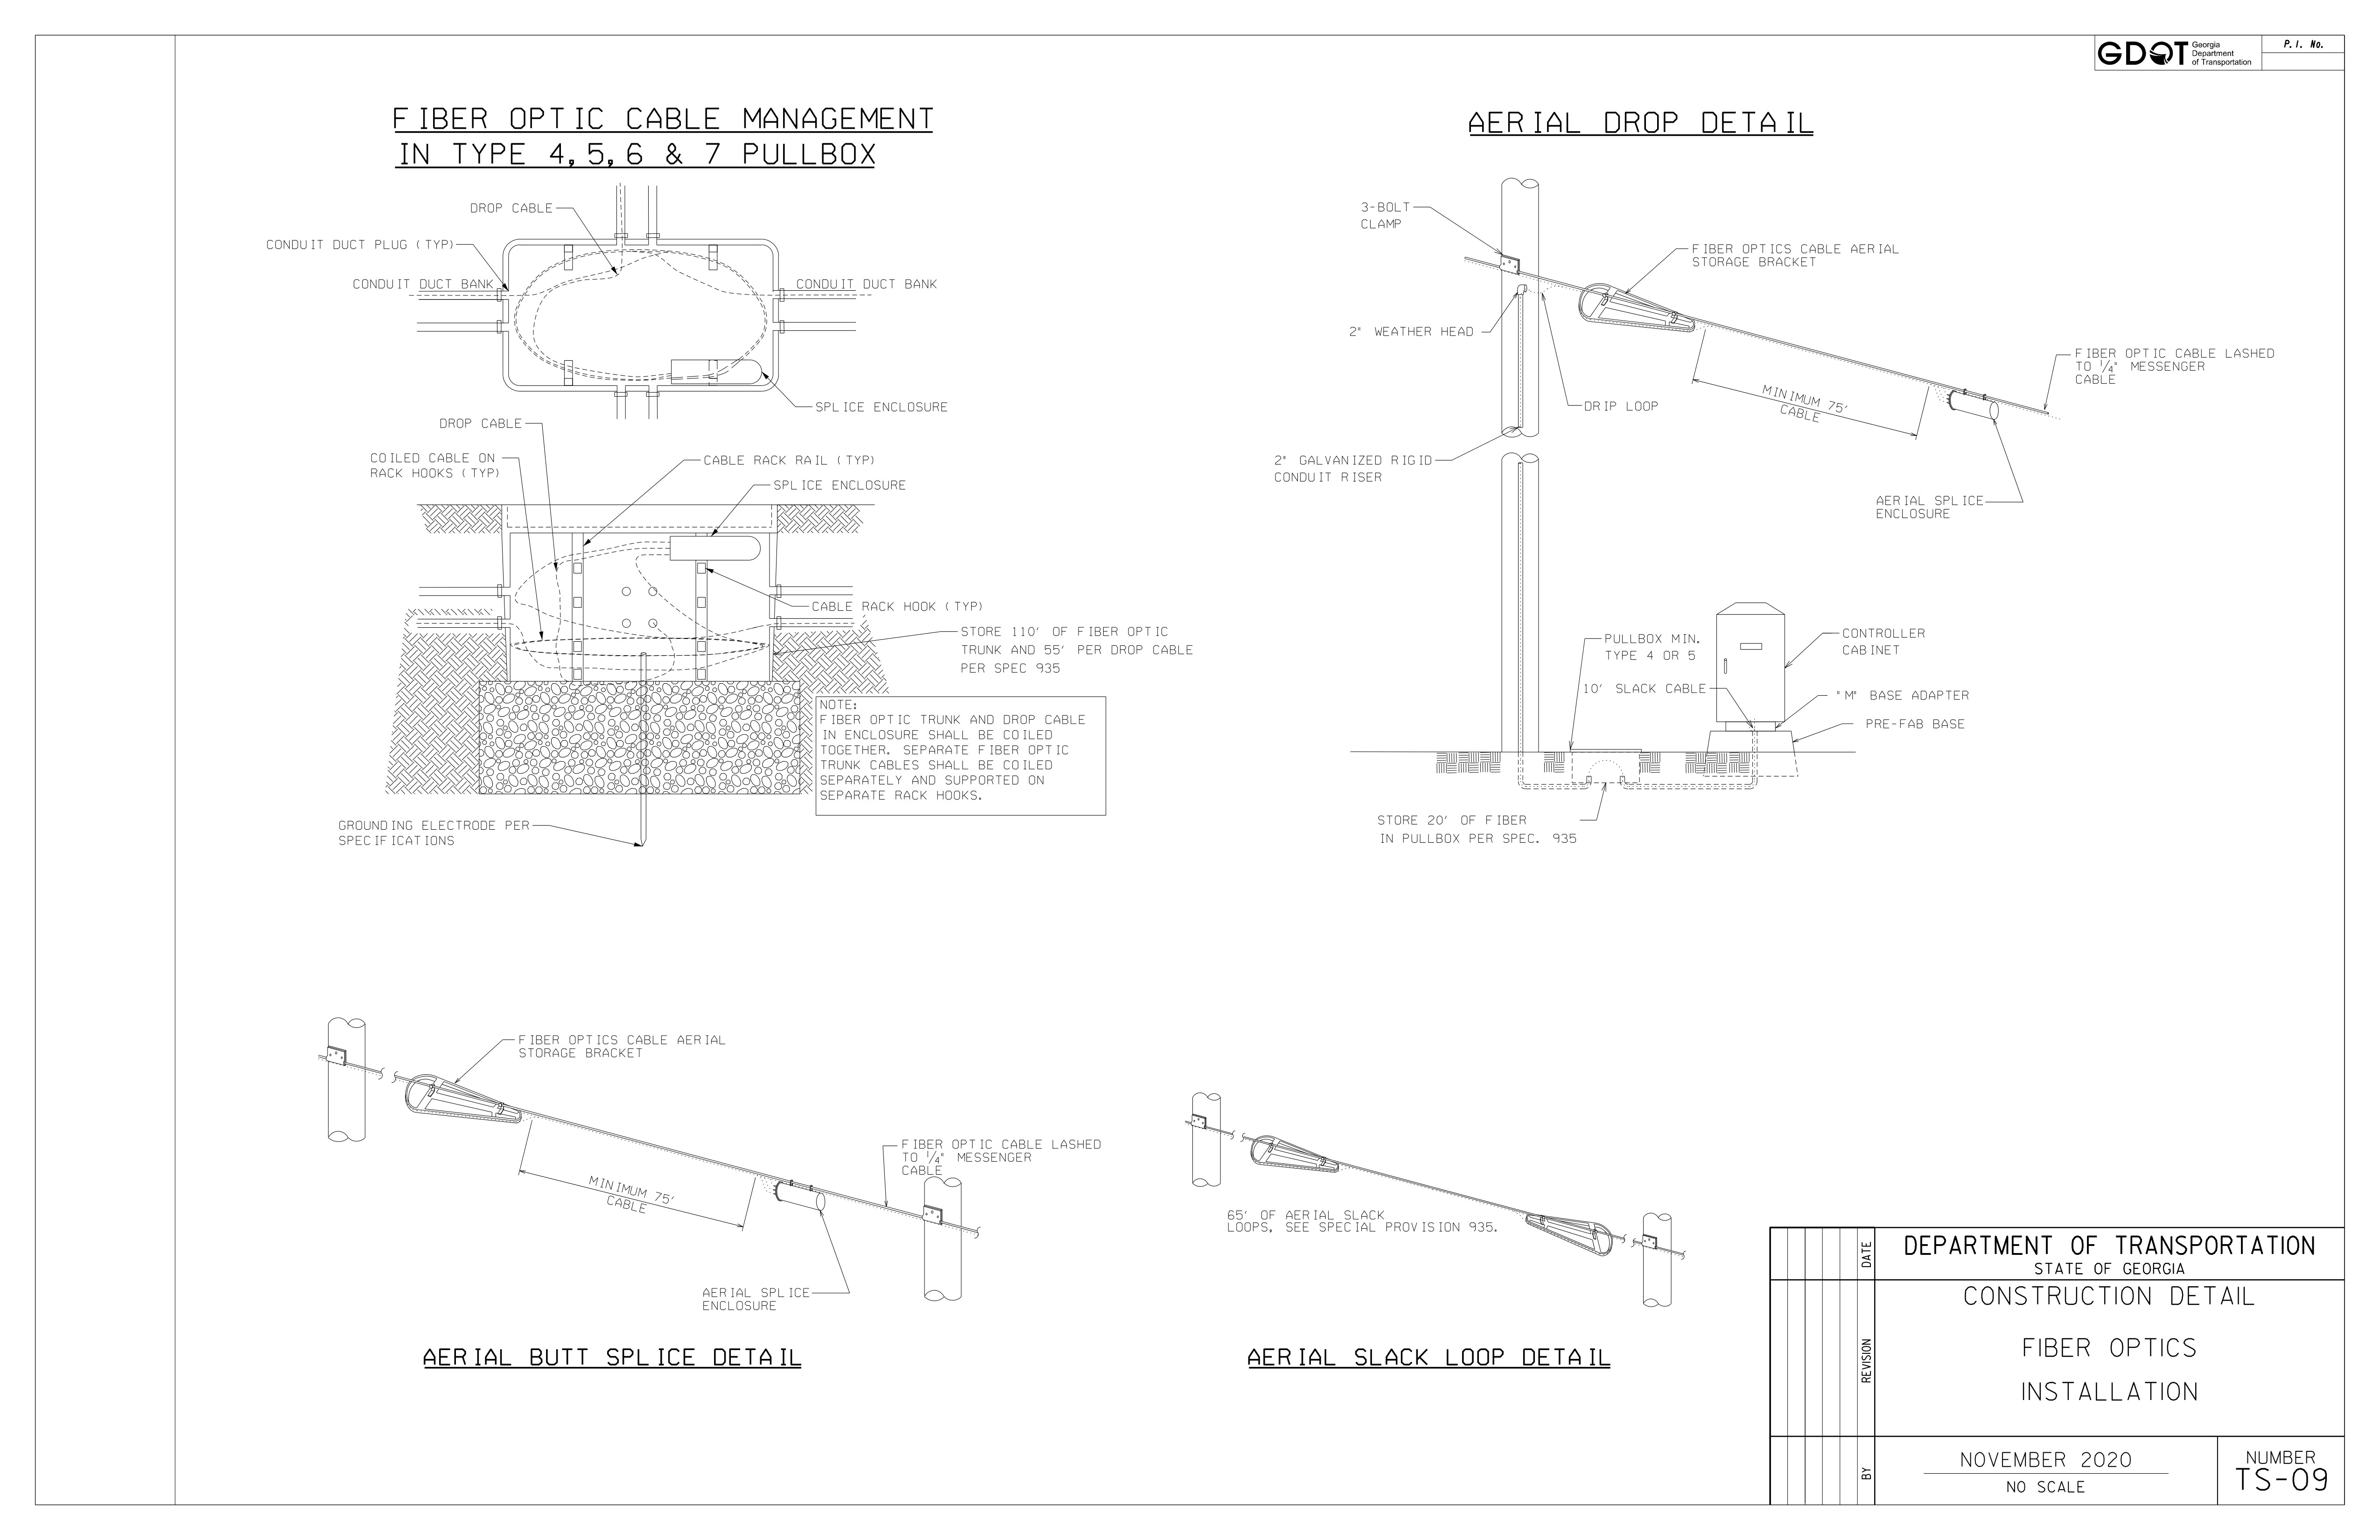 GDOT
Georgia
Department
of Transportation
P.I. No.
FIBER OPTIC CABLE MANAGEMENT
IN TYPE 4,5,6 & 7 PULLBOX
DROP CABLE
CONDUIT DUCT PLUG (TYP)
CONDUIT DUCT BANK
CONDUIT DUCT BANK
SPLICE ENCLOSURE
DROP CABLE
COILED CABLE ON
RACK HOOKS (TYP)
CABLE RACK RAIL (TYP)
SPLICE ENCLOSURE
CABLE RACK HOOK (TYP)
STORE 110' OF FIBER OPTIC
TRUNK AND 55' PER DROP CABLE
PER SPEC 935
NOTE:
FIBER OPTIC TRUNK AND DROP CABLE
IN ENCLOSURE SHALL BE COILED
TOGETHER. SEPARATE FIBER OPTIC
TRUNK CABLES SHALL BE COILED
SEPARATELY AND SUPPORTED ON
SEPARATE RACK HOOKS.
GROUNDING ELECTRODE PER
SPECIFICATIONS
AERIAL DROP DETAIL
3-BOLT
CLAMP
FIBER OPTICS CABLE AERIAL
STORAGE BRACKET
2" WEATHER HEAD
DRIP LOOP
MINIMUM 75'
CABLE
FIBER OPTIC CABLE LASHED
TO 1/4" MESSENGER
CABLE
2" GALVANIZED RIGID
CONDUIT RISER
AERIAL SPLICE
ENCLOSURE
PULLBOX MIN.
TYPE 4 OR 5
10' SLACK CABLE
CONTROLLER
CABINET
"M" BASE ADAPTER
PRE-FAB BASE
STORE 20' OF FIBER
IN PULLBOX PER SPEC. 935
FIBER OPTICS CABLE AERIAL
STORAGE BRACKET
MINIMUM 75'
CABLE
FIBER OPTIC CABLE LASHED
TO 1/4" MESSENGER
CABLE
AERIAL SPLICE
ENCLOSURE
AERIAL BUTT SPLICE DETAIL
65' OF AERIAL SLACK
LOOPS, SEE SPECIAL PROVISION 935.
AERIAL SLACK LOOP DETAIL
DATE
REVISION
BY
DEPARTMENT OF TRANSPORTATION
STATE OF GEORGIA
CONSTRUCTION DETAIL
FIBER OPTICS
INSTALLATION
NOVEMBER 2020
NO SCALE
NUMBER
TS-09